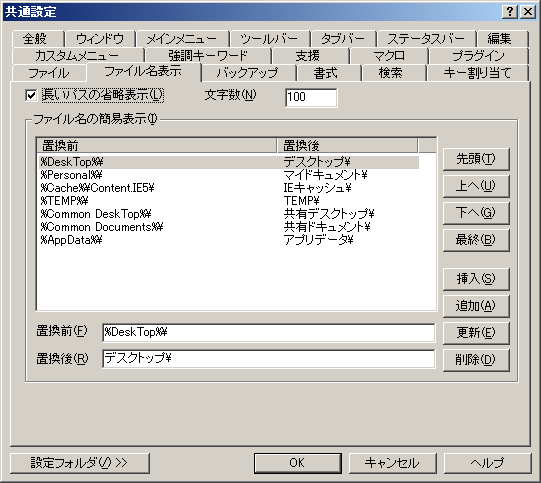 共通設定
全般 ウィンドウ メインメニュー ツールバー タブバー ステータスバー 編集
カスタムメニュー 強調キーワード 支援 マクロ プラグイン
ファイル ファイル名表示 バックアップ 書式 検索 キー割り当て
長いパスの省略表示(L) 文字数(N) 100
ファイル名の簡易表示(I)
置換前 置換後
%DeskTop%¥ デスクトップ¥
%Personal%¥ マイドキュメント¥
%Cache%¥Content.IE5¥ IEキャッシュ¥
%TEMP%¥ TEMP¥
%Common DeskTop%¥ 共有デスクトップ¥
%Common Documents%¥ 共有ドキュメント¥
%AppData%¥ アプリデータ¥
先頭(T)
上へ(U)
下へ(G)
最終(B)
挿入(S)
追加(A)
更新(E)
削除(D)
置換前(F) %DeskTop%¥
置換後(R) デスクトップ¥
設定フォルダ(/) >> OK キャンセル ヘルプ